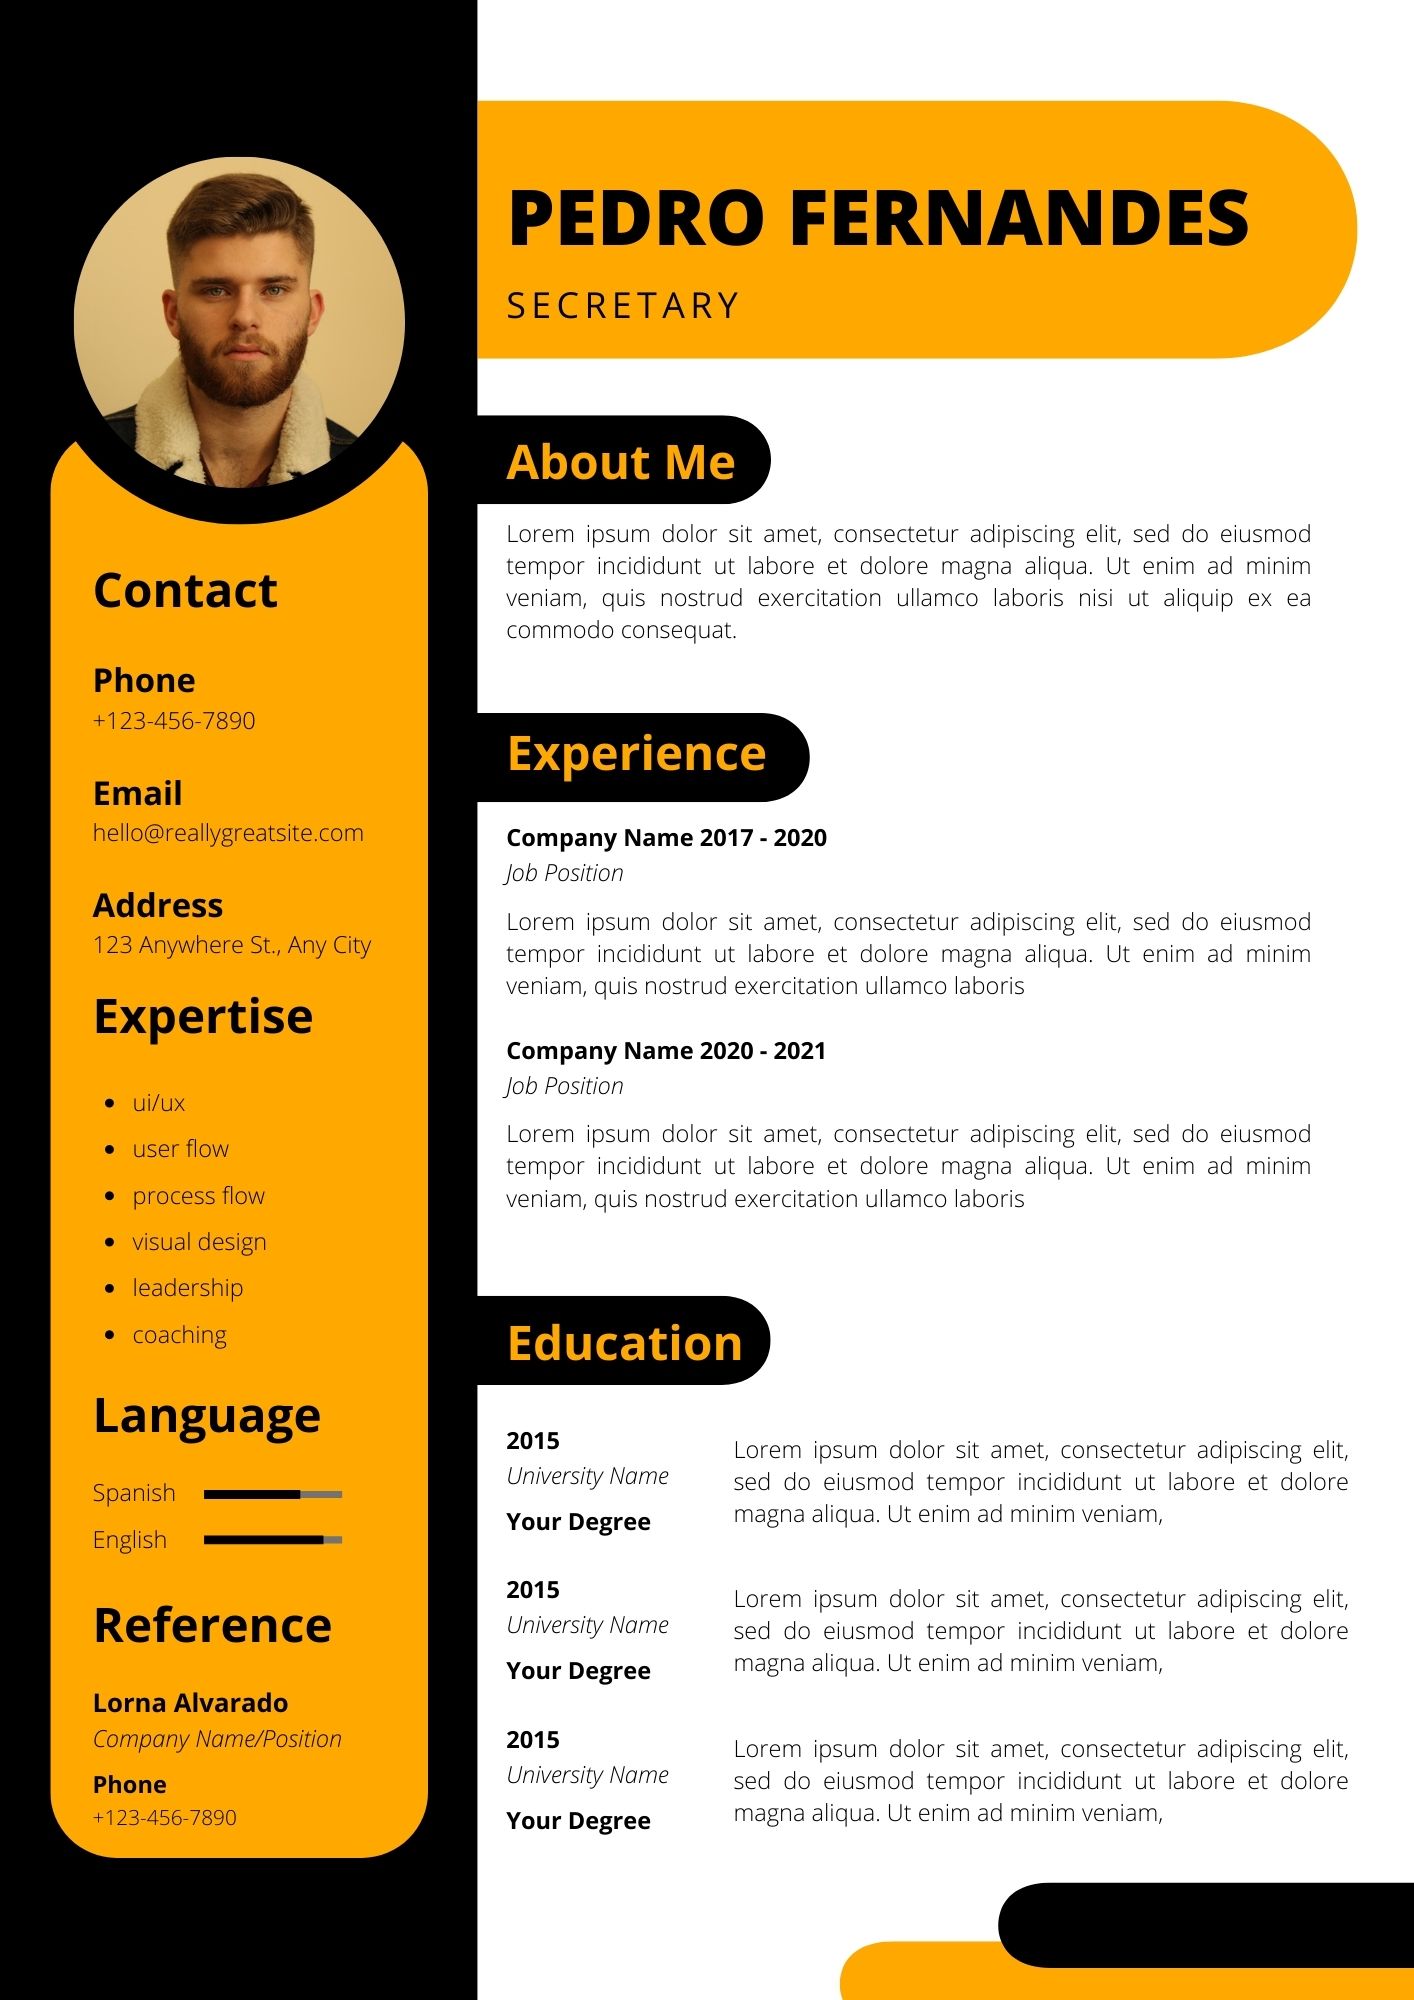 PEDRO FERNANDES
SECRETARY
Contact
Phone
+123-456-7890
Email
hello@reallygreatsite.com
Address
123 Anywhere St., Any City
Expertise
ui/ux
user flow
process flow
visual design
leadership
coaching
Language
Spanish
English
Reference
Lorna Alvarado
Company Name/Position
Phone
+123-456-7890
About Me
Lorem ipsum dolor sit amet, consectetur adipiscing elit, sed do eiusmod
tempor incididunt ut labore et dolore magna aliqua. Ut enim ad minim
veniam, quis nostrud exercitation ullamco laboris nisi ut aliquip ex ea
commodo consequat.
Experience
Company Name 2017 - 2020
Job Position
Lorem ipsum dolor sit amet, consectetur adipiscing elit, sed do eiusmod
tempor incididunt ut labore et dolore magna aliqua. Ut enim ad minim
veniam, quis nostrud exercitation ullamco laboris
Company Name 2020 - 2021
Job Position
Lorem ipsum dolor sit amet, consectetur adipiscing elit, sed do eiusmod
tempor incididunt ut labore et dolore magna aliqua. Ut enim ad minim
veniam, quis nostrud exercitation ullamco laboris
Education
2015
University Name
Your Degree
Lorem ipsum dolor sit amet, consectetur adipiscing elit,
sed do eiusmod tempor incididunt ut labore et dolore
magna aliqua. Ut enim ad minim veniam,
2015
University Name
Your Degree
Lorem ipsum dolor sit amet, consectetur adipiscing elit,
sed do eiusmod tempor incididunt ut labore et dolore
magna aliqua. Ut enim ad minim veniam,
2015
University Name
Your Degree
Lorem ipsum dolor sit amet, consectetur adipiscing elit,
sed do eiusmod tempor incididunt ut labore et dolore
magna aliqua. Ut enim ad minim veniam,